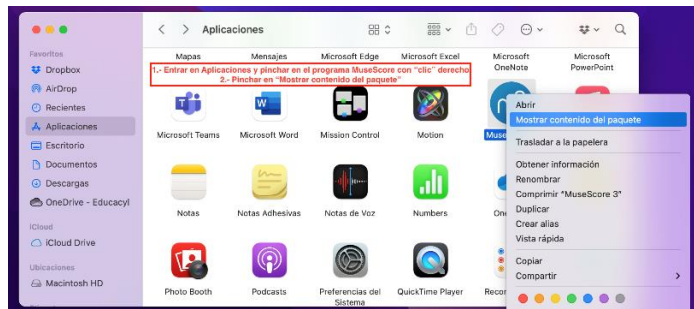 Aplicaciones
Favoritos
Dropbox
AirDrop
Recientes
Aplicaciones
Escritorio
Documentos
Descargas
OneDrive - Educacyl
iCloud
iCloud Drive
Ubicaciones
Macintosh HD
Mapas
Mensajes
Microsoft Edge
Microsoft Excel
Microsoft
OneNote
Microsoft
PowerPoint
1.- Entrar en Aplicaciones y pinchar en el programa MuseScore con "clic" derecho
2.- Pinchar en "Mostrar contenido del paquete"
Microsoft Teams
Microsoft Word
Mission Control
Motion
Notas
Notas Adhesivas
Notas de Voz
Numbers
Photo Booth
Podcasts
Preferencias del
Sistema
QuickTime Player
Abrir
Mostrar contenido del paquete
Trasladar a la papelera
Obtener información
Renombrar
Comprimir "MuseScore 3"
Duplicar
Crear alias
Vista rápida
Copiar
Compartir